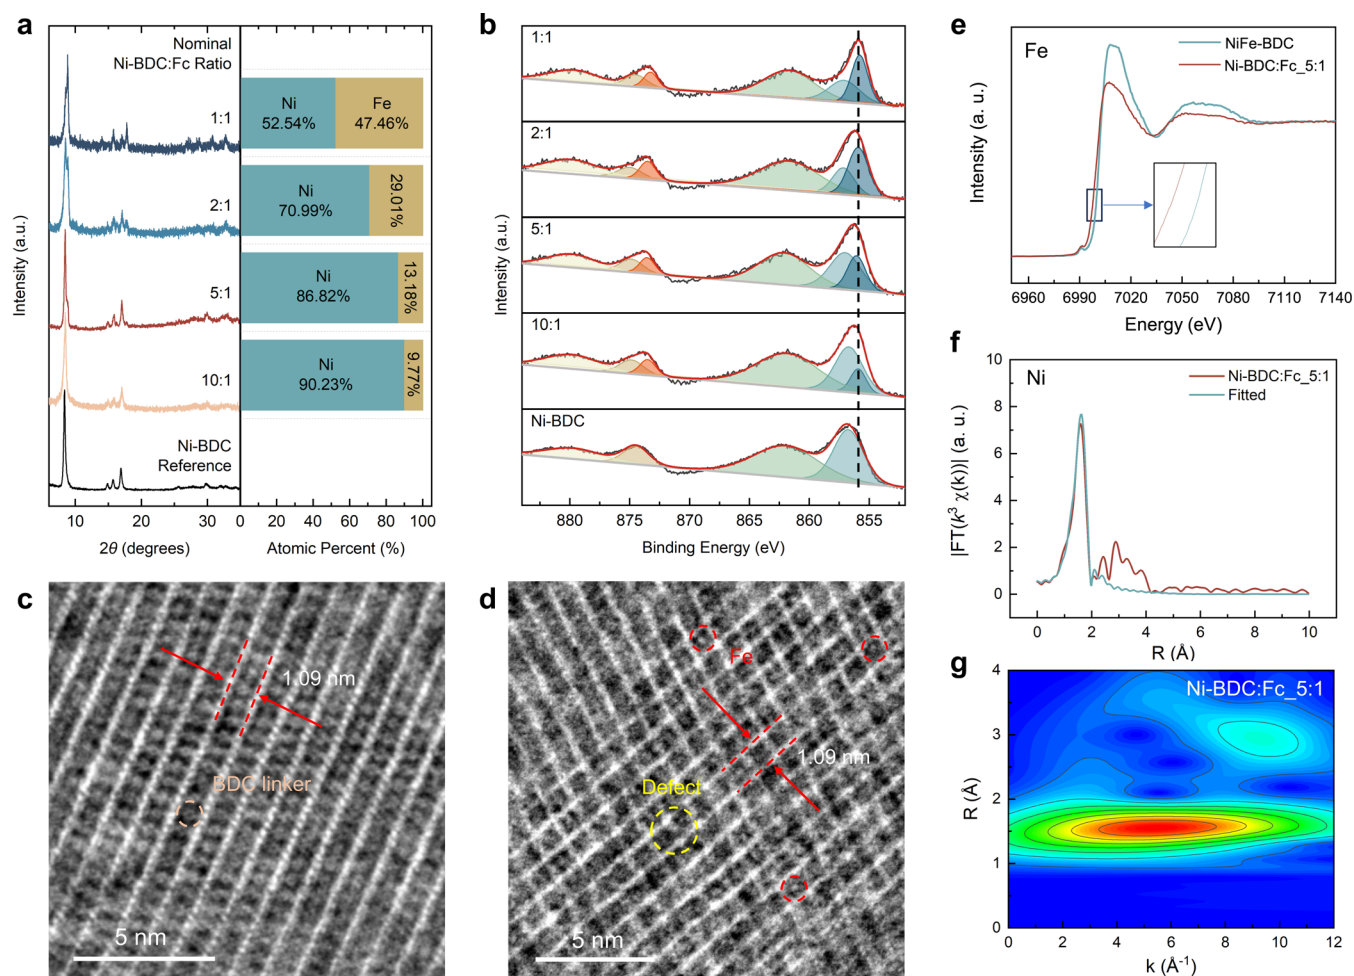 a
Nominal
Ni-BDC:Fc Ratio
1:1
2:1
5:1
10:1
Ni-BDC
Reference
Intensity (a.u.)
10 20 30
2θ (degrees)
Ni
52.54%
Fe
47.46%
Ni
70.99%
29.01%
Ni
86.82%
13.18%
Ni
90.23%
9.77%
0 20 40 60 80 100
Atomic Percent (%)
b
1:1
2:1
5:1
10:1
Ni-BDC
Intensity (a.u.)
880 875 870 865 860 855
Binding Energy (eV)
c
1.09 nm
BDC linker
5 nm
d
Fe
1.09 nm
Defect
5 nm
e
Fe
NiFe-BDC
Ni-BDC:Fc_5:1
Intensity (a. u.)
6960 6990 7020 7050 7080 7110 7140
Energy (eV)
f
Ni
Ni-BDC:Fc_5:1
Fitted
|FT(k³ χ(k))| (a. u.)
10
8
6
4
2
0
0 2 4 6 8 10
R (Å)
g
Ni-BDC:Fc_5:1
R (Å)
4
3
2
1
0
0 2 4 6 8 10 12
k (Å⁻¹)